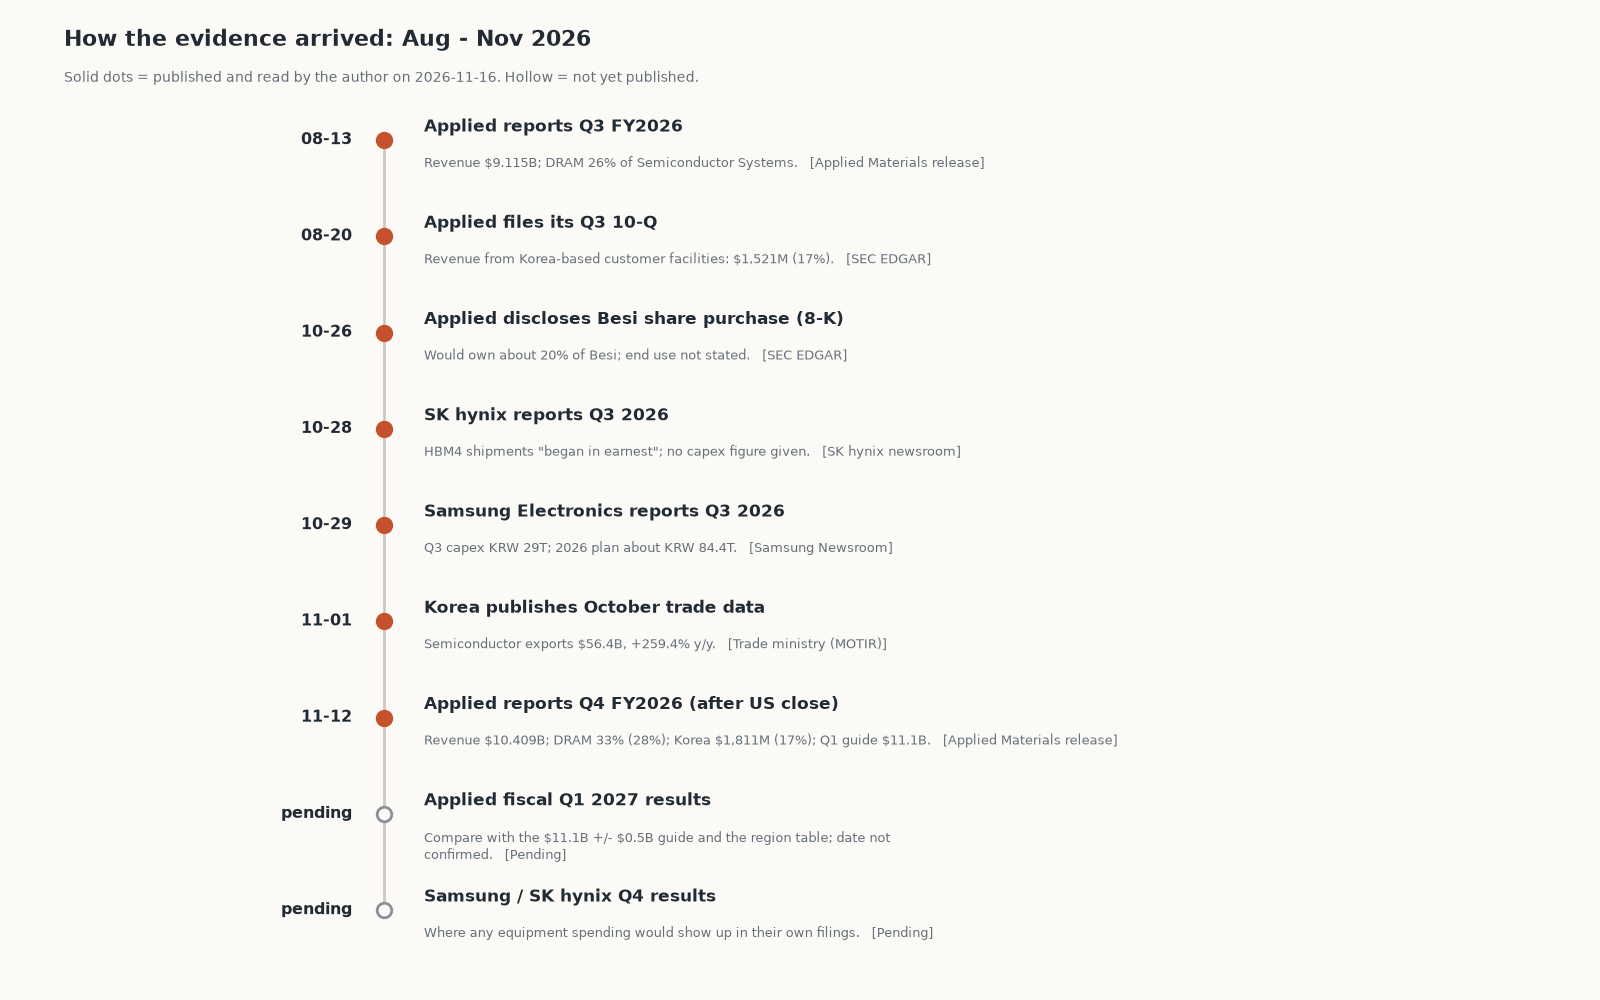 How the evidence arrived: Aug - Nov 2026
Solid dots = published and read by the author on 2026-11-16. Hollow = not yet published.
08-13
Applied reports Q3 FY2026
Revenue $9.115B; DRAM 26% of Semiconductor Systems.   [Applied Materials release]
08-20
Applied files its Q3 10-Q
Revenue from Korea-based customer facilities: $1,521M (17%).   [SEC EDGAR]
10-26
Applied discloses Besi share purchase (8-K)
Would own about 20% of Besi; end use not stated.   [SEC EDGAR]
10-28
SK hynix reports Q3 2026
HBM4 shipments "began in earnest"; no capex figure given.   [SK hynix newsroom]
10-29
Samsung Electronics reports Q3 2026
Q3 capex KRW 29T; 2026 plan about KRW 84.4T.   [Samsung Newsroom]
11-01
Korea publishes October trade data
Semiconductor exports $56.4B, +259.4% y/y.   [Trade ministry (MOTIR)]
11-12
Applied reports Q4 FY2026 (after US close)
Revenue $10.409B; DRAM 33% (28%); Korea $1,811M (17%); Q1 guide $11.1B.   [Applied Materials release]
pending
Applied fiscal Q1 2027 results
Compare with the $11.1B +/- $0.5B guide and the region table; date not
confirmed.   [Pending]
pending
Samsung / SK hynix Q4 results
Where any equipment spending would show up in their own filings.   [Pending]